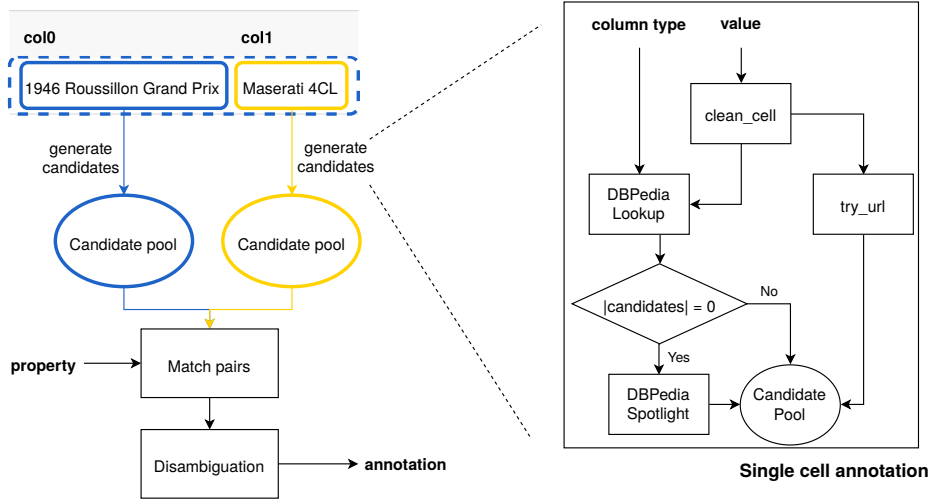 col0
col1
1946 Roussillon Grand Prix
Maserati 4CL
generate
candidates
generate
candidates
Candidate pool
Candidate pool
property
Match pairs
Disambiguation
annotation
column type
value
clean_cell
DBPedia
Lookup
try_url
|candidates| = 0
No
Yes
DBPedia
Spotlight
Candidate
Pool
Single cell annotation